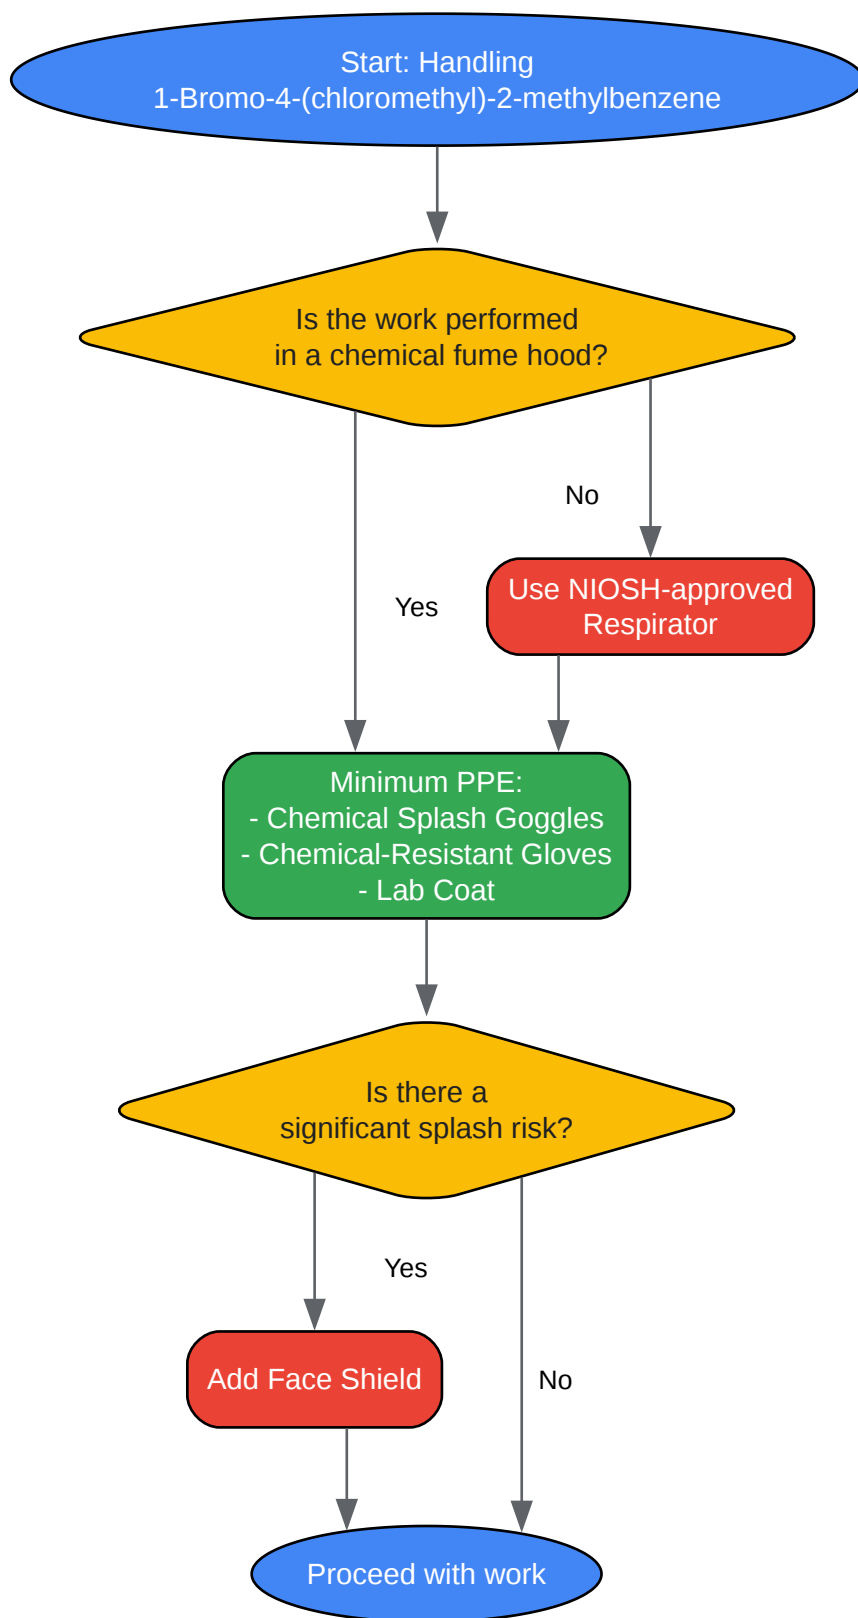 Start: Handling
1-Bromo-4-(chloromethyl)-2-methylbenzene
Is the work performed
in a chemical fume hood?
No
Use NIOSH-approved
Respirator
Yes
Minimum PPE:
- Chemical Splash Goggles
- Chemical-Resistant Gloves
- Lab Coat
Is there a
significant splash risk?
Yes
Add Face Shield
No
Proceed with work